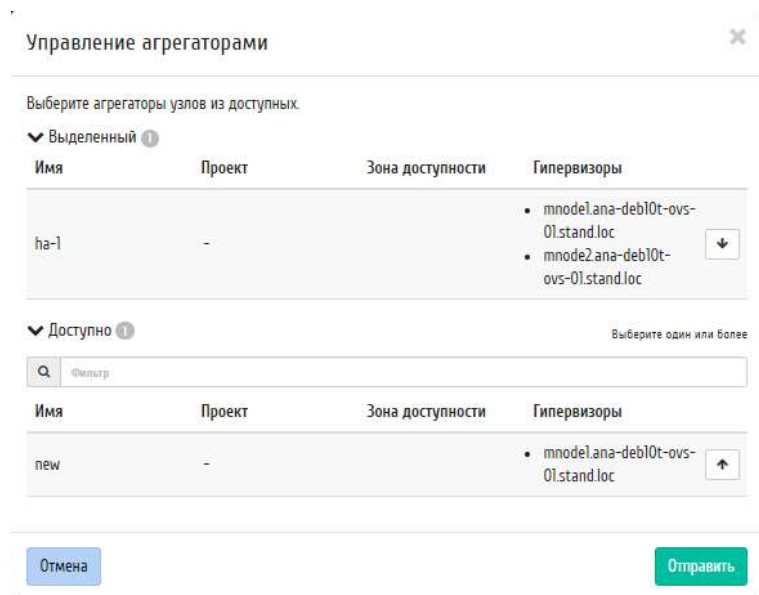 Управление агрегаторами
Выберите агрегаторы узлов из доступных.
Выделенный 1
Имя Проект Зона доступности Гипервизоры
ha-1 - mnode1.ana-deb10t-ovs-
01.stand.loc
mnode2.ana-deb10t-
ovs-01.stand.loc
Доступно 1 Выберите один или более
Фильтр
Имя Проект Зона доступности Гипервизоры
new - mnode1.ana-deb10t-ovs-
01.stand.loc
Отмена Отправить